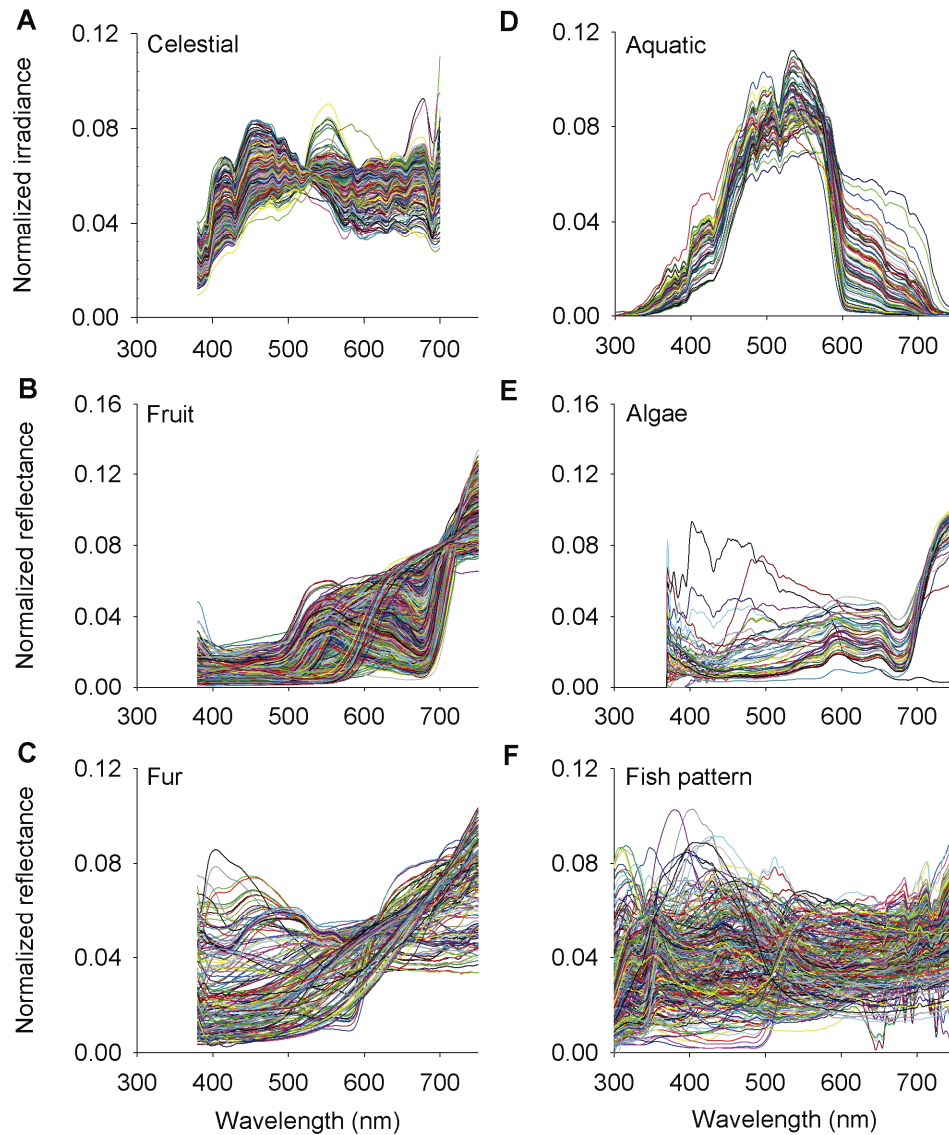 A
Celestial
Normalized irradiance
0.12
0.08
0.04
0.00
300 400 500 600 700
D
Aquatic
0.12
0.08
0.04
0.00
300 400 500 600 700
B
Fruit
Normalized reflectance
0.16
0.12
0.08
0.04
0.00
300 400 500 600 700
E
Algae
0.16
0.12
0.08
0.04
0.00
300 400 500 600 700
C
Fur
Normalized reflectance
0.12
0.08
0.04
0.00
300 400 500 600 700
Wavelength (nm)
F
Fish pattern
0.12
0.08
0.04
0.00
300 400 500 600 700
Wavelength (nm)